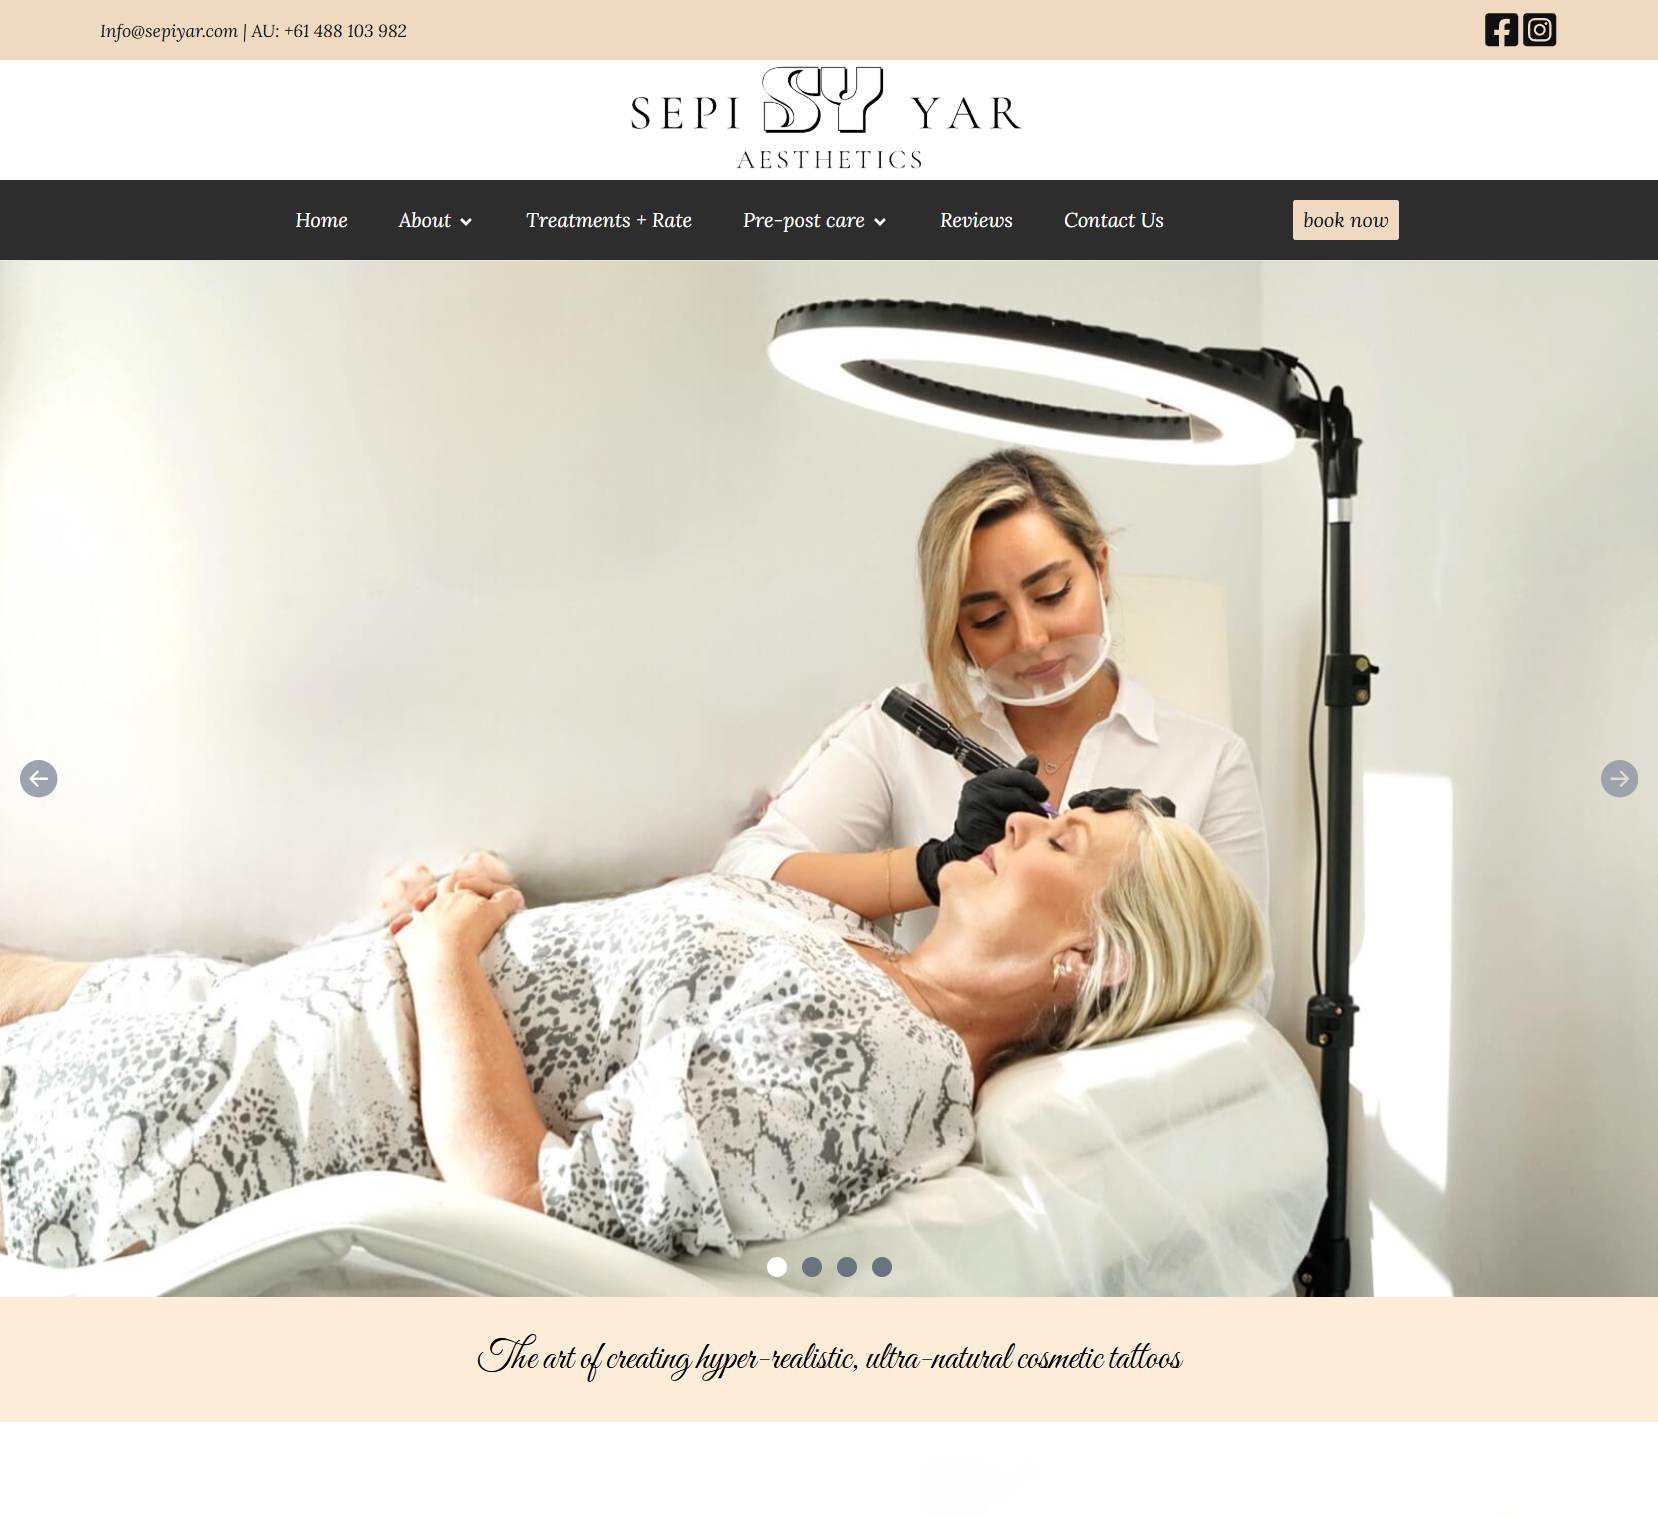 Info@sepiyar.com | AU: +61 488 103 982
SEPI SY YAR
AESTHETICS
Home About Treatments + Rate Pre-post care Reviews Contact Us book now
The art of creating hyper-realistic, ultra-natural cosmetic tattoos